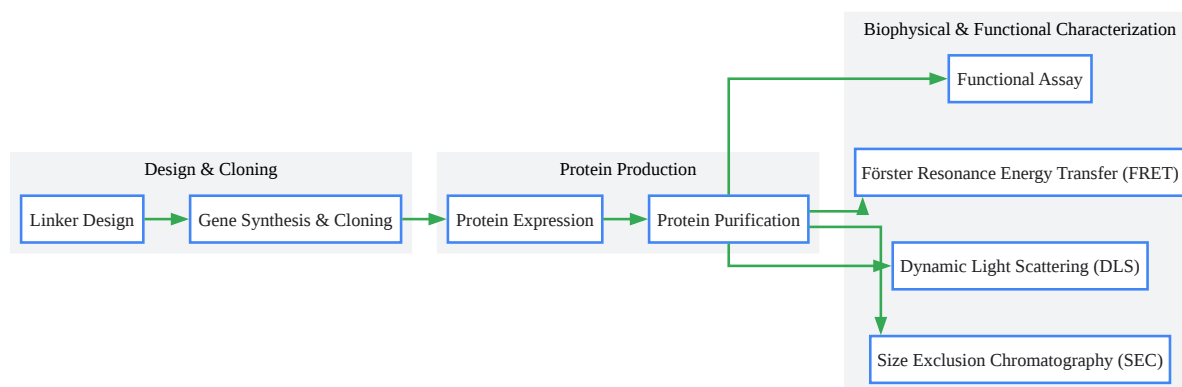 Design & Cloning
Linker Design
Gene Synthesis & Cloning
Protein Production
Protein Expression
Protein Purification
Biophysical & Functional Characterization
Functional Assay
Förster Resonance Energy Transfer (FRET)
Dynamic Light Scattering (DLS)
Size Exclusion Chromatography (SEC)